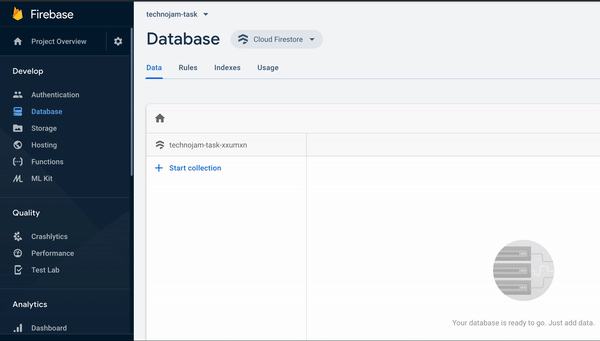 Firebase
Project Overview
Develop
Authentication
Database
Storage
Hosting
Functions
ML Kit
Quality
Crashlytics
Performance
Test Lab
Analytics
Dashboard
technojam-task
Database
Cloud Firestore
Data Rules Indexes Usage
technojam-task-xxumxn
Start collection
Your database is ready to go. Just add data.